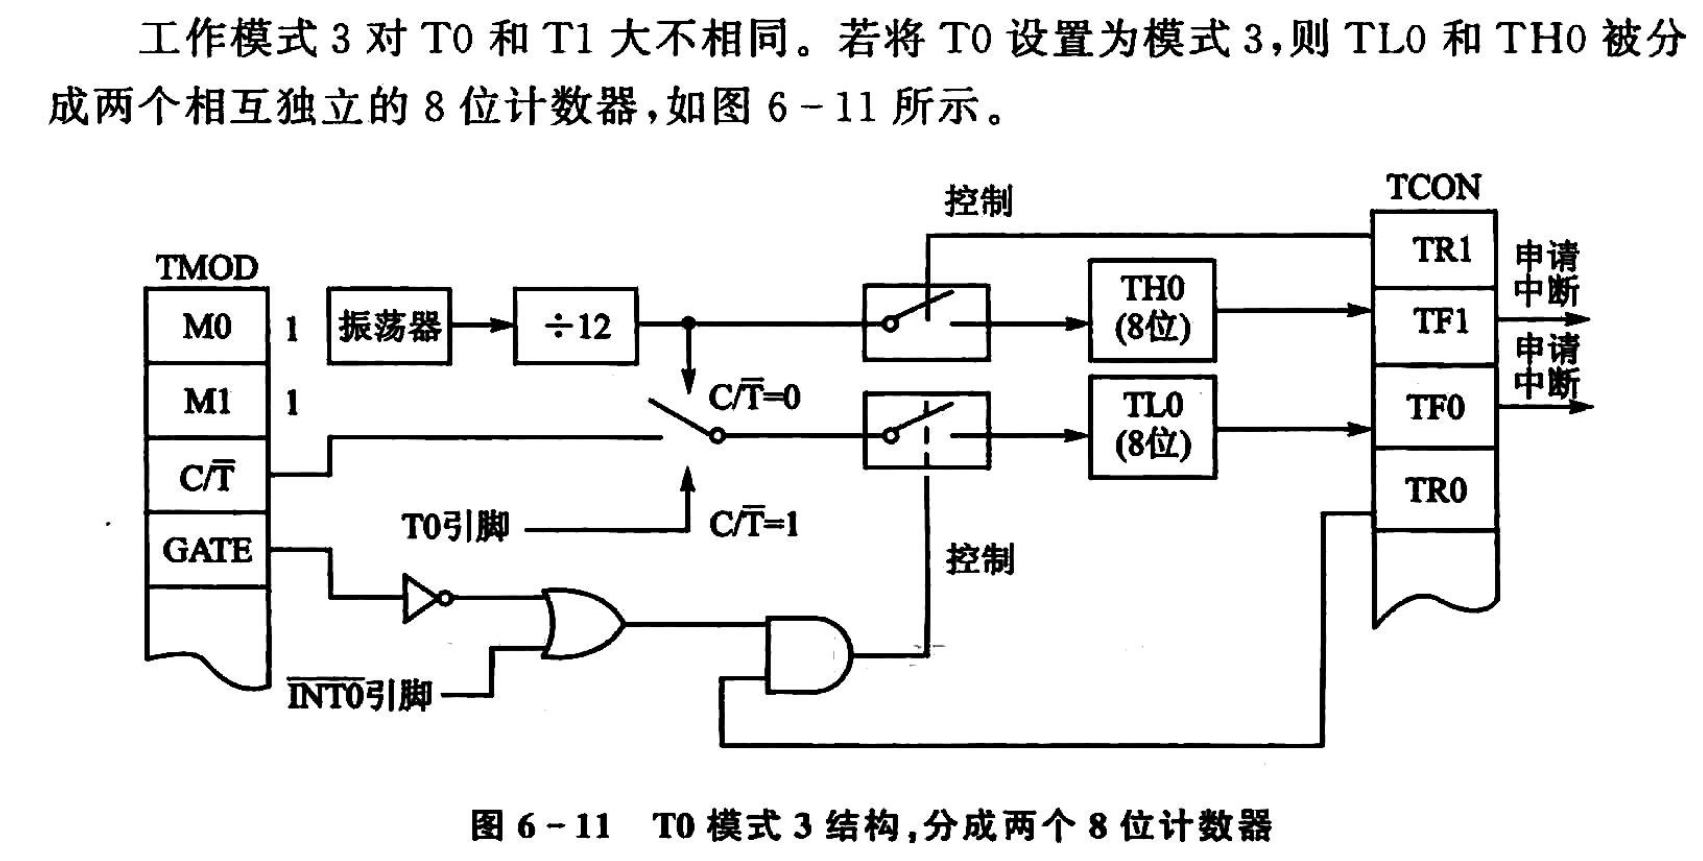 工作模式 3 对 T0 和 T1 大不相同。若将 T0 设置为模式 3,则 TL0 和 TH0 被分
成两个相互独立的 8 位计数器,如图 6-11 所示。
TCON
控制
TR1
申请
中断
TMOD
M0
1
振荡器
÷12
TH0
(8位)
TF1
申请
中断
M1
1
C/T̅=0
TL0
(8位)
TF0
C/T̅
TR0
T0引脚
C/T̅=1
GATE
控制
I̅N̅T̅0̅引脚
图 6-11 T0 模式 3 结构,分成两个 8 位计数器